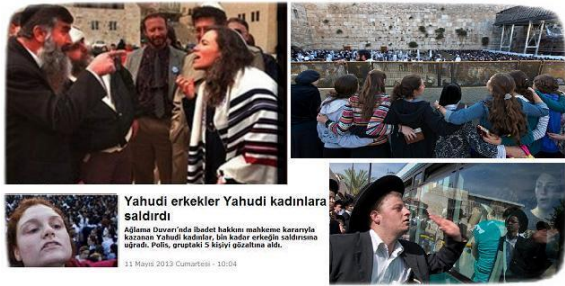 Yahudi erkekler Yahudi kadınlara
saldırdı
Ağlama Duvarı'nda ibadet hakkını mahkeme kararıyla
kazanan Yahudi kadınlar, bin kadar erkeğin saldırısına
uğradı. Polis, gruptaki 5 kişiyi gözaltına aldı.
11 Mayıs 2013 Cumartesi - 10:04